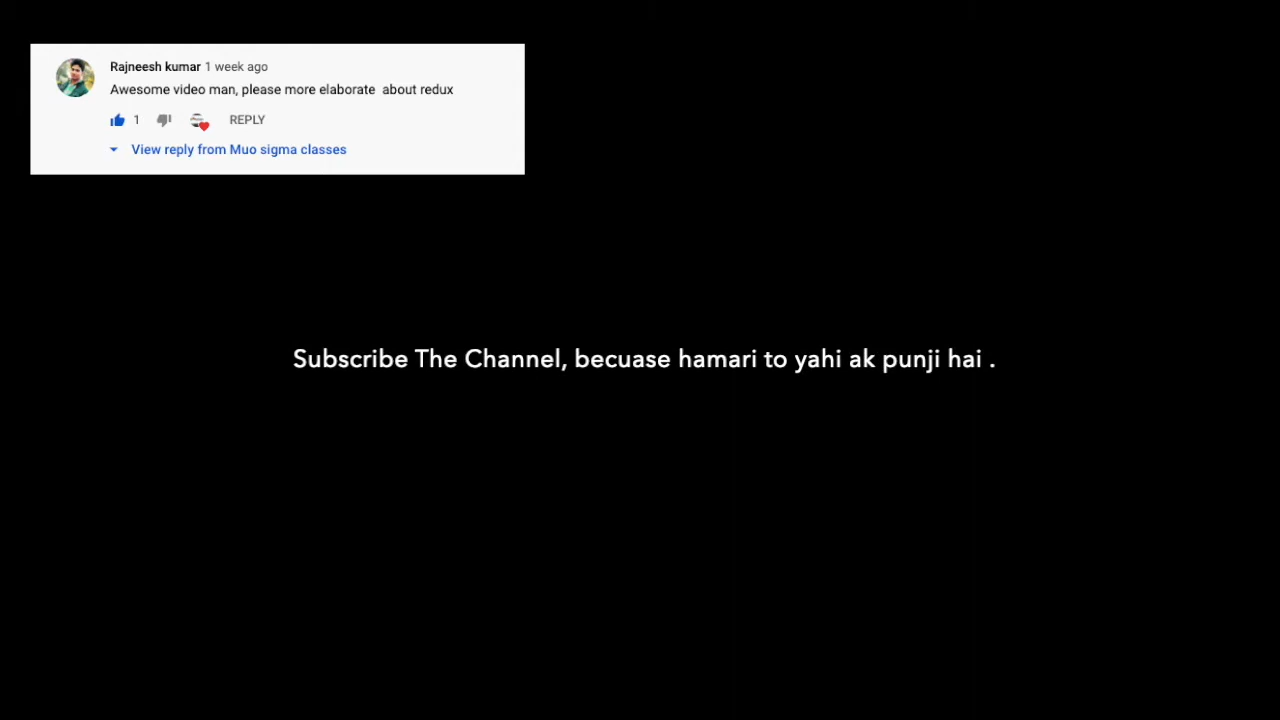 Rajneesh kumar 1 week ago
Awesome video man, please more elaborate  about redux
1 REPLY
View reply from Muo sigma classes
Subscribe The Channel, becuase hamari to yahi ak punji hai .